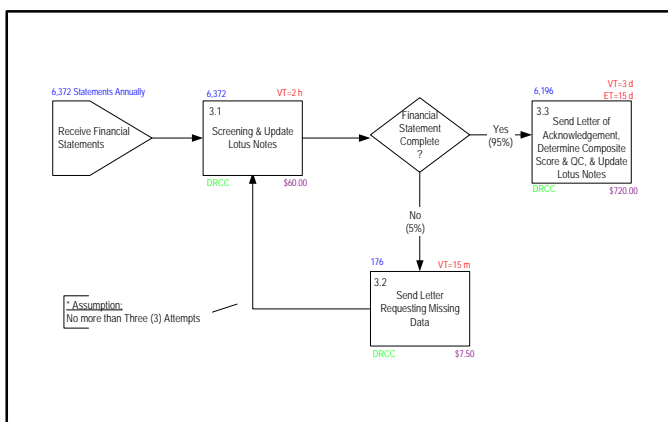 6,372 Statements Annually
Receive Financial
Statements
6,372
VT=2 h
3.1
Screening & Update
Lotus Notes
DRCC
$60.00
Financial
Statement
Complete
?
Yes
(95%)
6,196
VT=3 d
ET=15 d
3.3
Send Letter of
Acknowledgement,
Determine Composite
Score & QC, & Update
Lotus Notes
DRCC
$720.00
No
(5%)
176
VT=15 m
3.2
Send Letter
Requesting Missing
Data
DRCC
$7.50
* Assumption:
No more than Three (3) Attempts